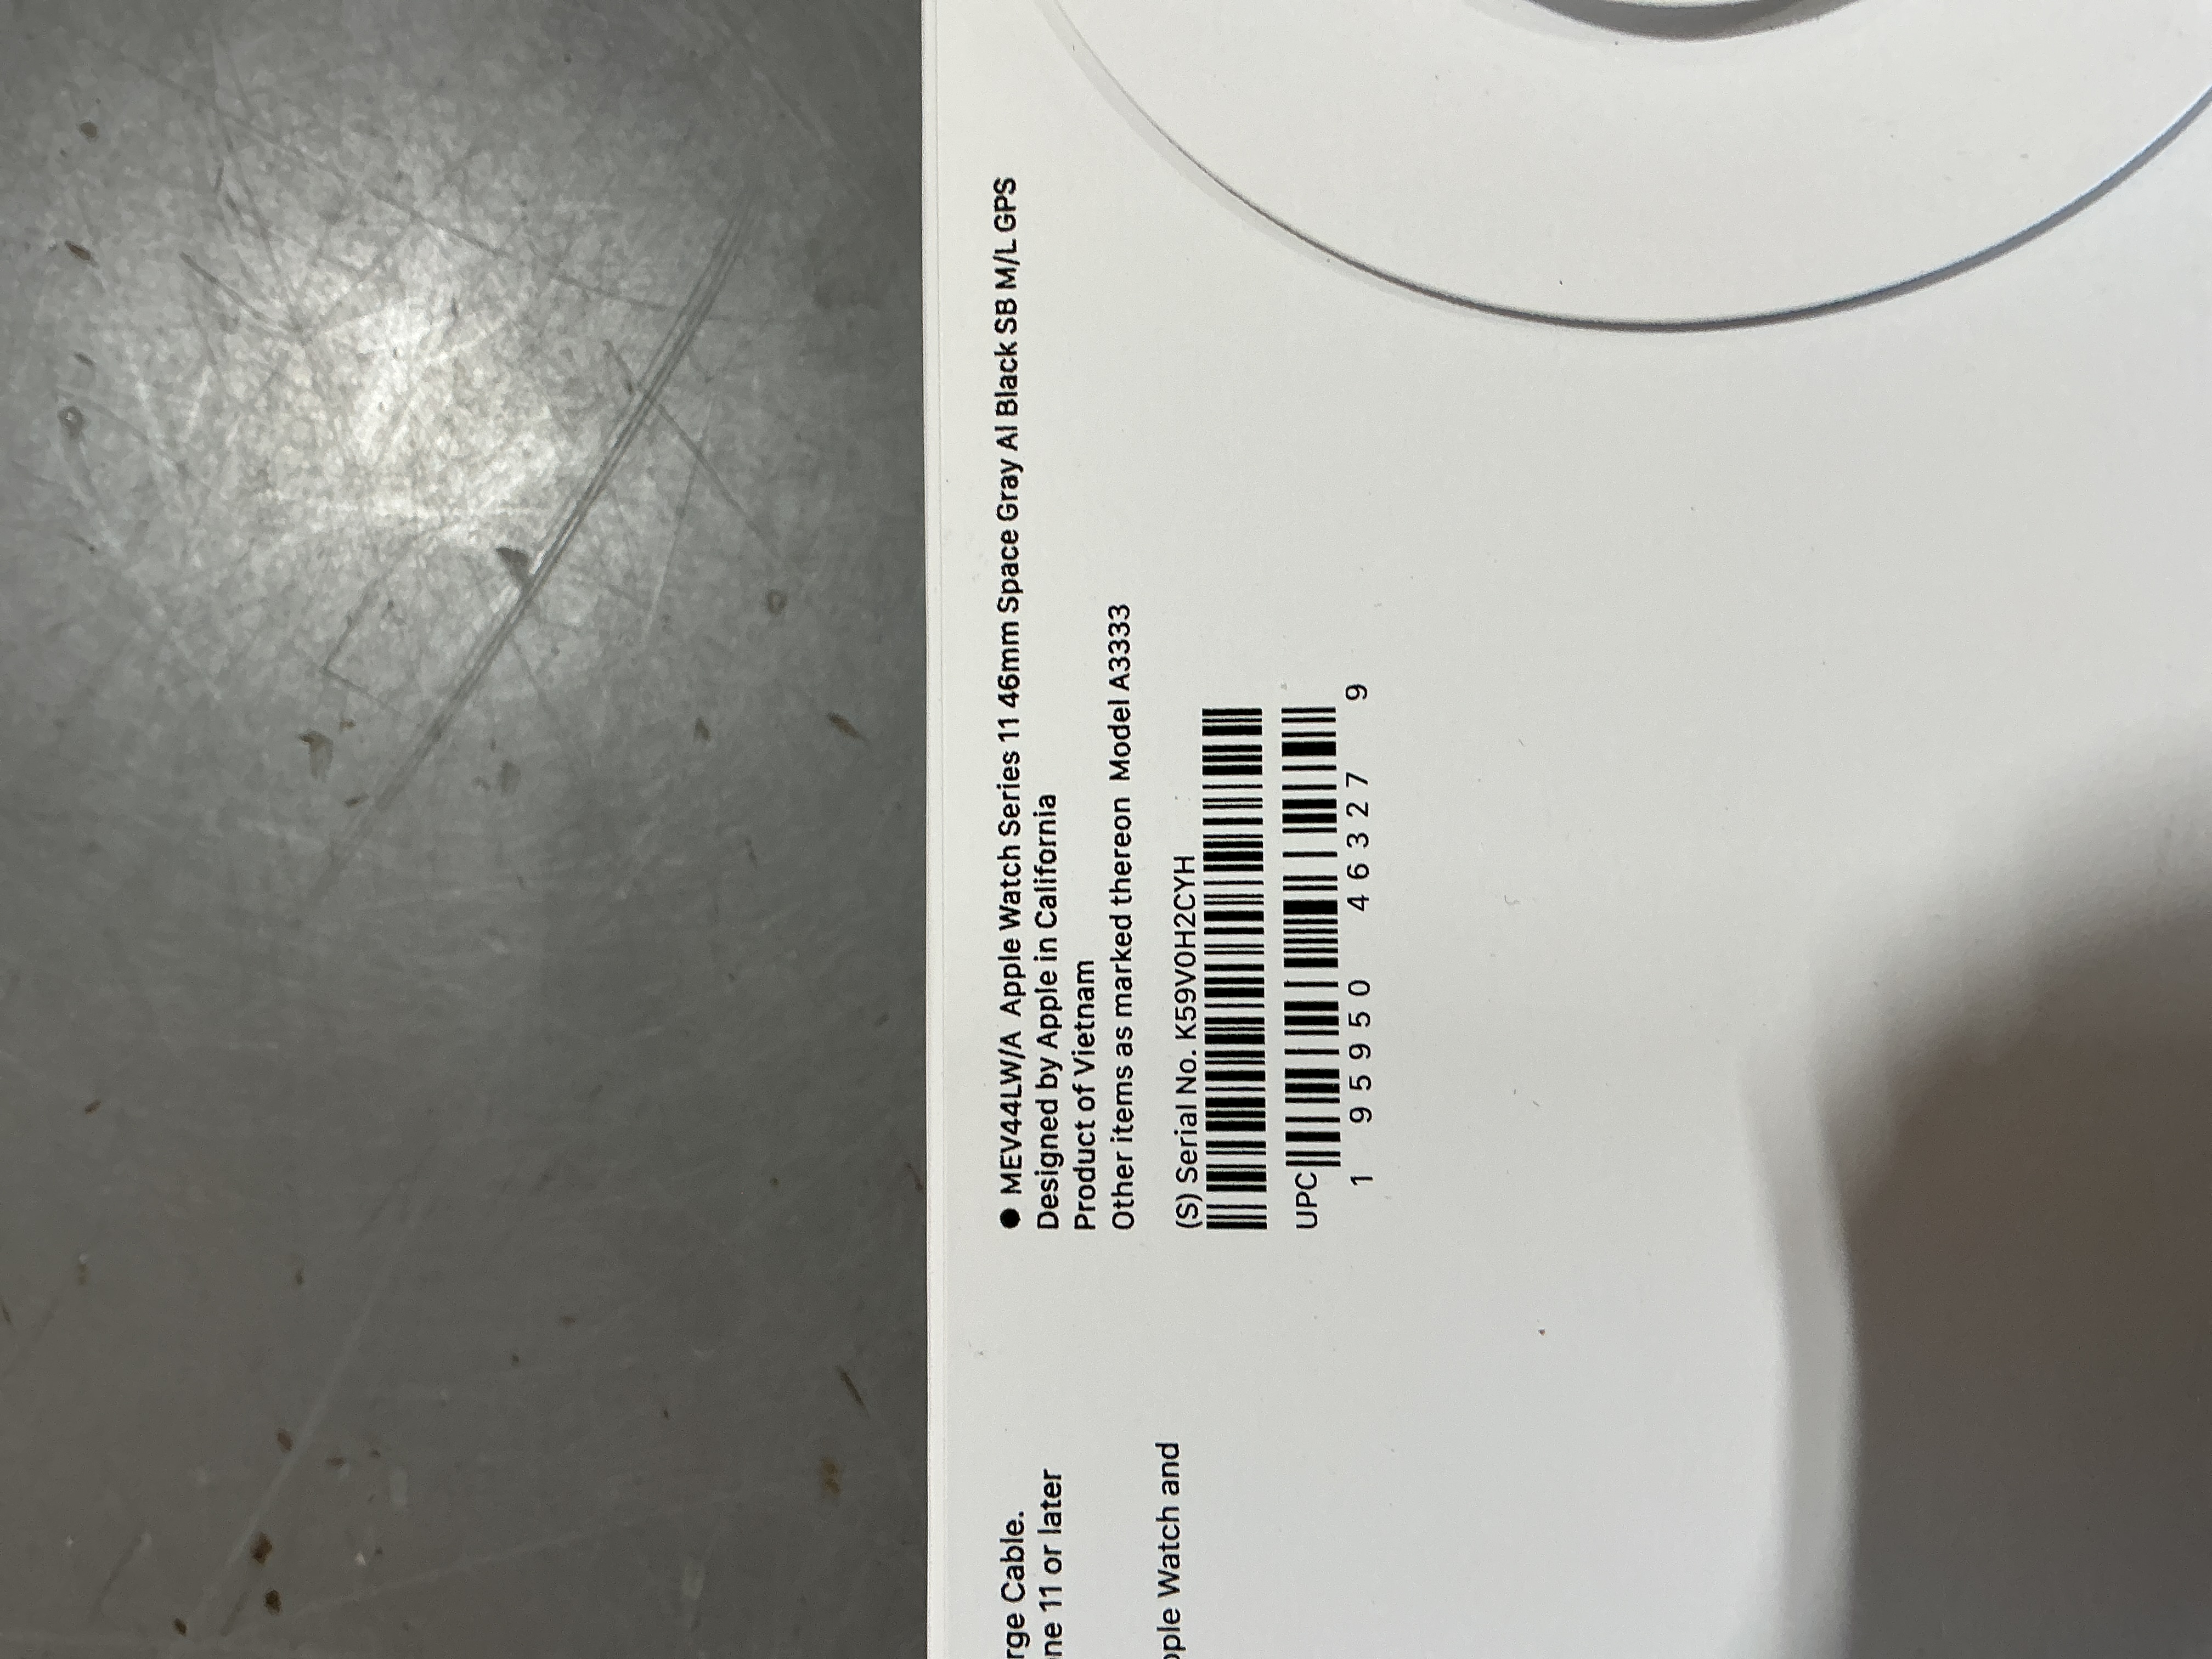 ● MEV44LW/A Apple Watch Series 11 46mm Space Gray Al Black SB M/L GPS
Designed by Apple in California
Product of Vietnam
Other items as marked thereon Model A3333
(S) Serial No. K59V0H2CYH
UPC
1 95950 46327 9
rge Cable.
ne 11 or later
pple Watch and